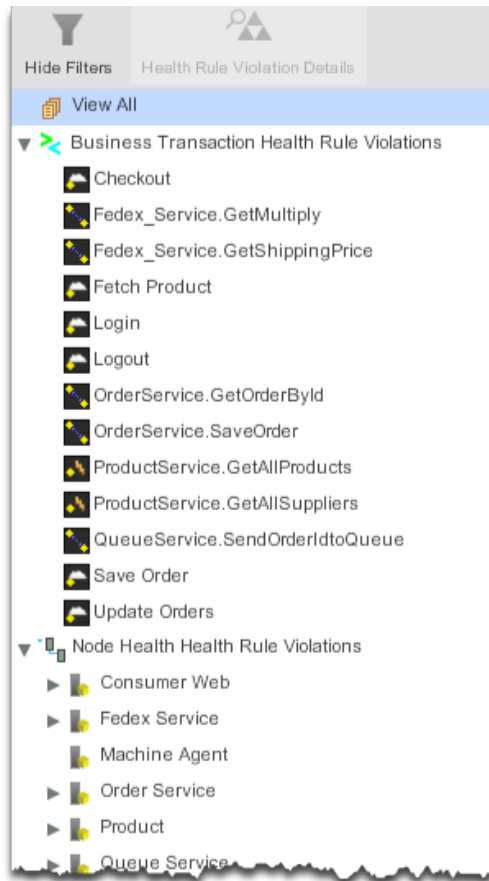 Hide Filters
Health Rule Violation Details
View All
Business Transaction Health Rule Violations
Checkout
Fedex_Service.GetMultiply
Fedex_Service.GetShippingPrice
Fetch Product
Login
Logout
OrderService.GetOrderById
OrderService.SaveOrder
ProductService.GetAllProducts
ProductService.GetAllSuppliers
QueueService.SendOrderIdtoQueue
Save Order
Update Orders
Node Health Health Rule Violations
Consumer Web
Fedex Service
Machine Agent
Order Service
Product
Queue Service